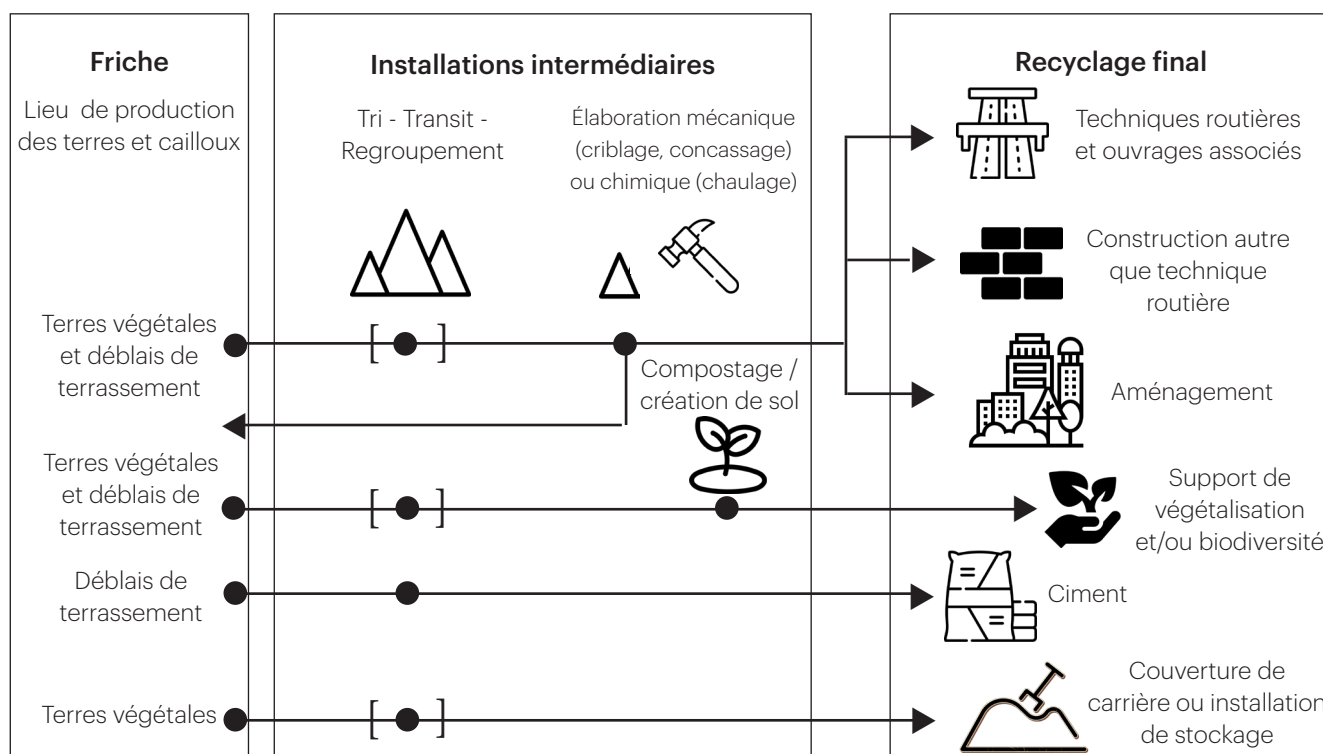 Friche
Lieu de production
des terres et cailloux
Installations intermédiaires
Tri - Transit -
Regroupement
Élaboration mécanique
(criblage, concassage)
ou chimique (chaulage)
Recyclage final
Techniques routières
et ouvrages associés
Construction autre
que technique
routière
Aménagement
Terres végétales
et déblais de
terrassement
[ ]
Compostage /
création de sol
Terres végétales
et déblais de
terrassement
[ ]
Support de
végétalisation
et/ou biodiversité
Déblais de
terrassement
Ciment
Terres végétales
[ ]
Couverture de
carrière ou installation
de stockage